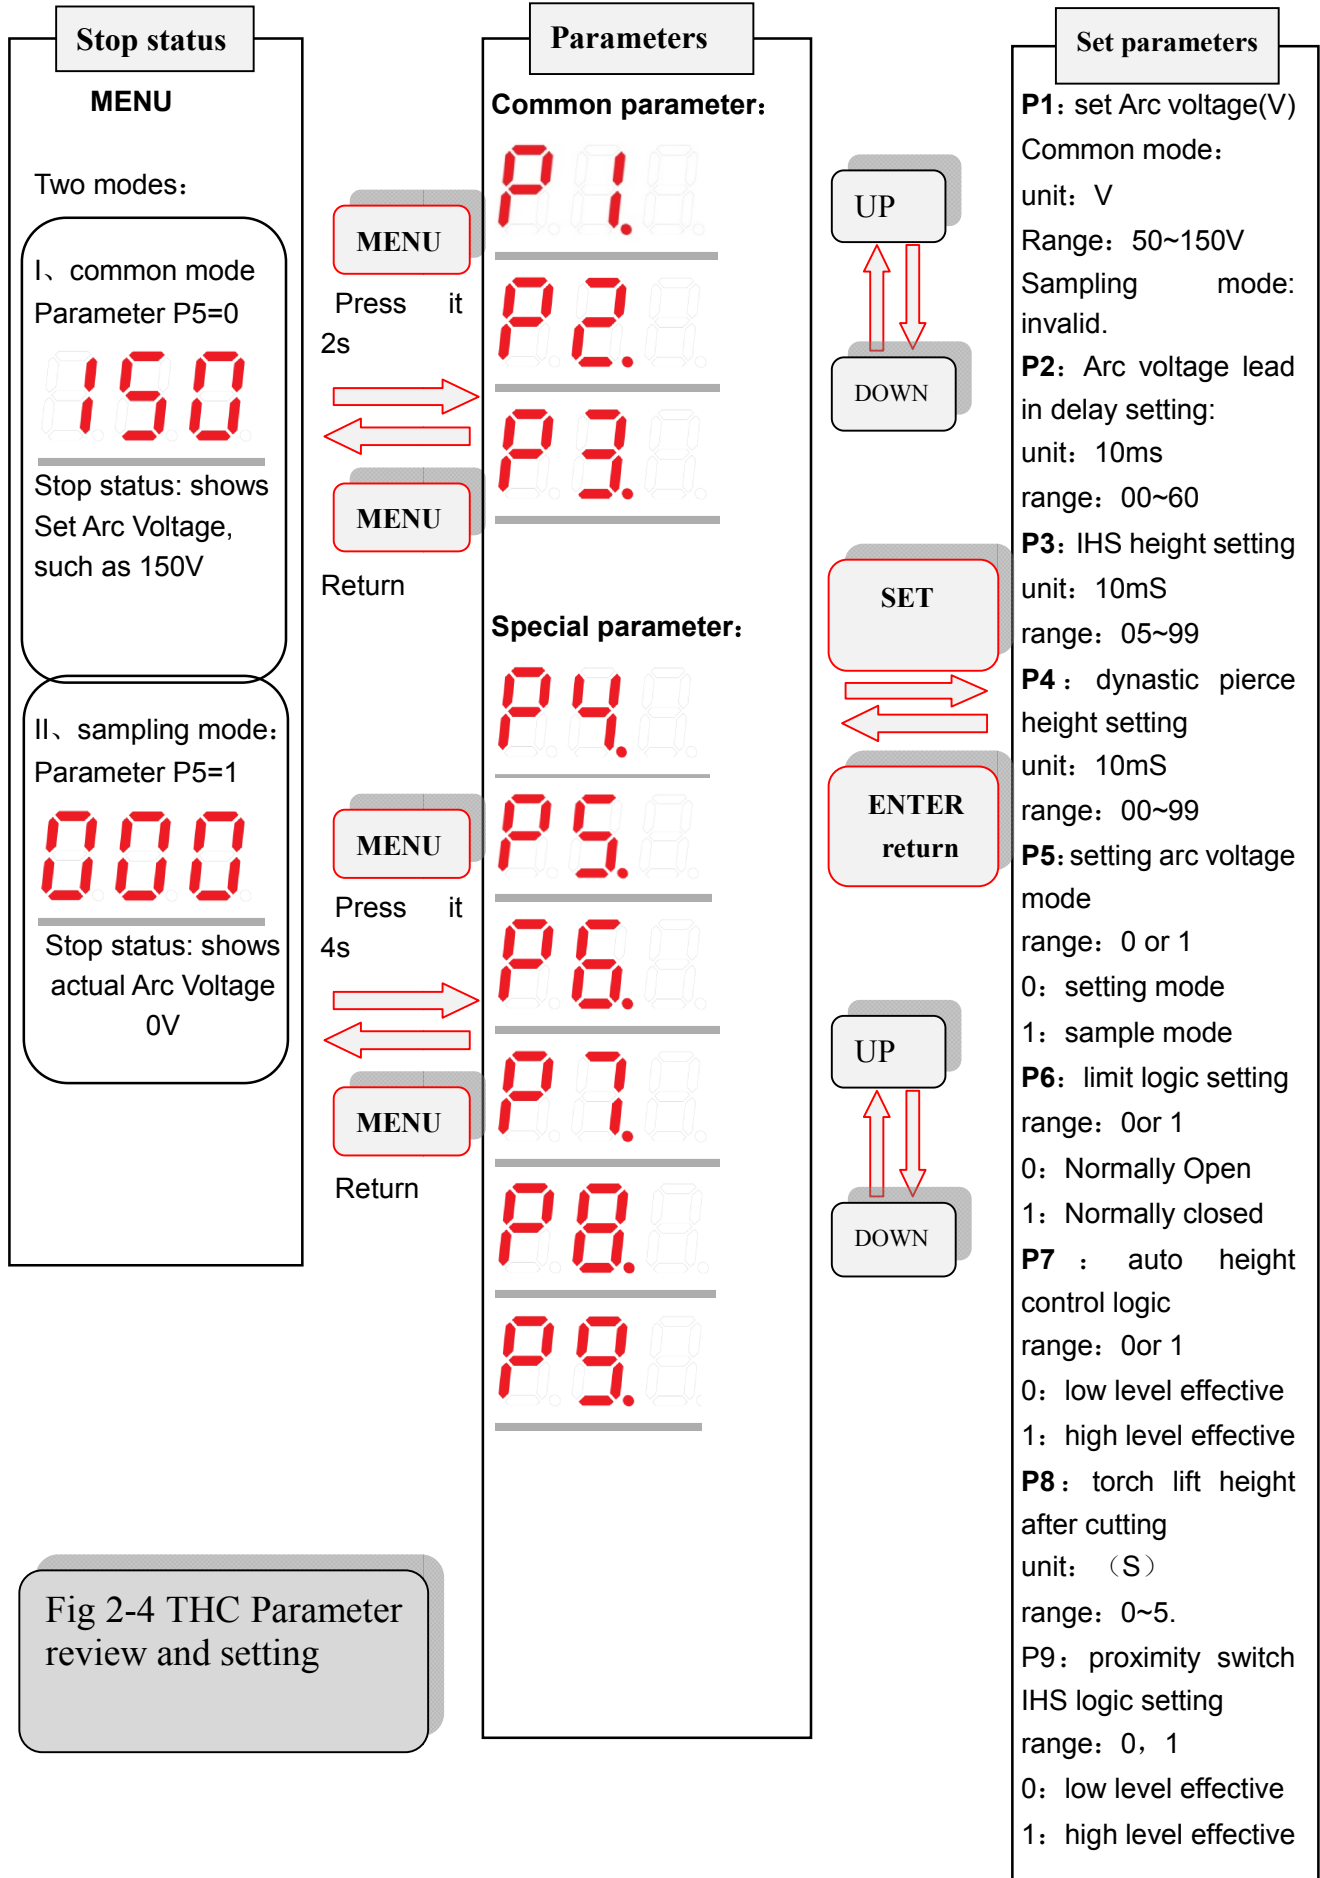 Stop status
MENU
Two modes：
I、common mode
Parameter P5=0
150
Stop status: shows
Set Arc Voltage,
such as 150V
II、sampling mode：
Parameter P5=1
000
Stop status: shows
actual Arc Voltage
0V
MENU
Press it
2s
MENU
Return
MENU
Press it
4s
MENU
Return
Parameters
Common parameter：
P1.
P2.
P3.
Special parameter：
P4.
P5.
P6.
P7.
P8.
P9.
UP
DOWN
SET
ENTER
return
UP
DOWN
Set parameters
P1：set Arc voltage(V)
Common mode：
unit：V
Range：50~150V
Sampling mode:
invalid.
P2：Arc voltage lead
in delay setting:
unit：10ms
range：00~60
P3：IHS height setting
unit：10mS
range：05~99
P4：dynastic pierce
height setting
unit：10mS
range：00~99
P5：setting arc voltage
mode
range：0 or 1
0：setting mode
1：sample mode
P6：limit logic setting
range：0or 1
0：Normally Open
1：Normally closed
P7：auto height
control logic
range：0or 1
0：low level effective
1：high level effective
P8：torch lift height
after cutting
unit：（S）
range：0~5.
P9：proximity switch
IHS logic setting
range：0，1
0：low level effective
1：high level effective
Fig 2-4 THC Parameter
review and setting